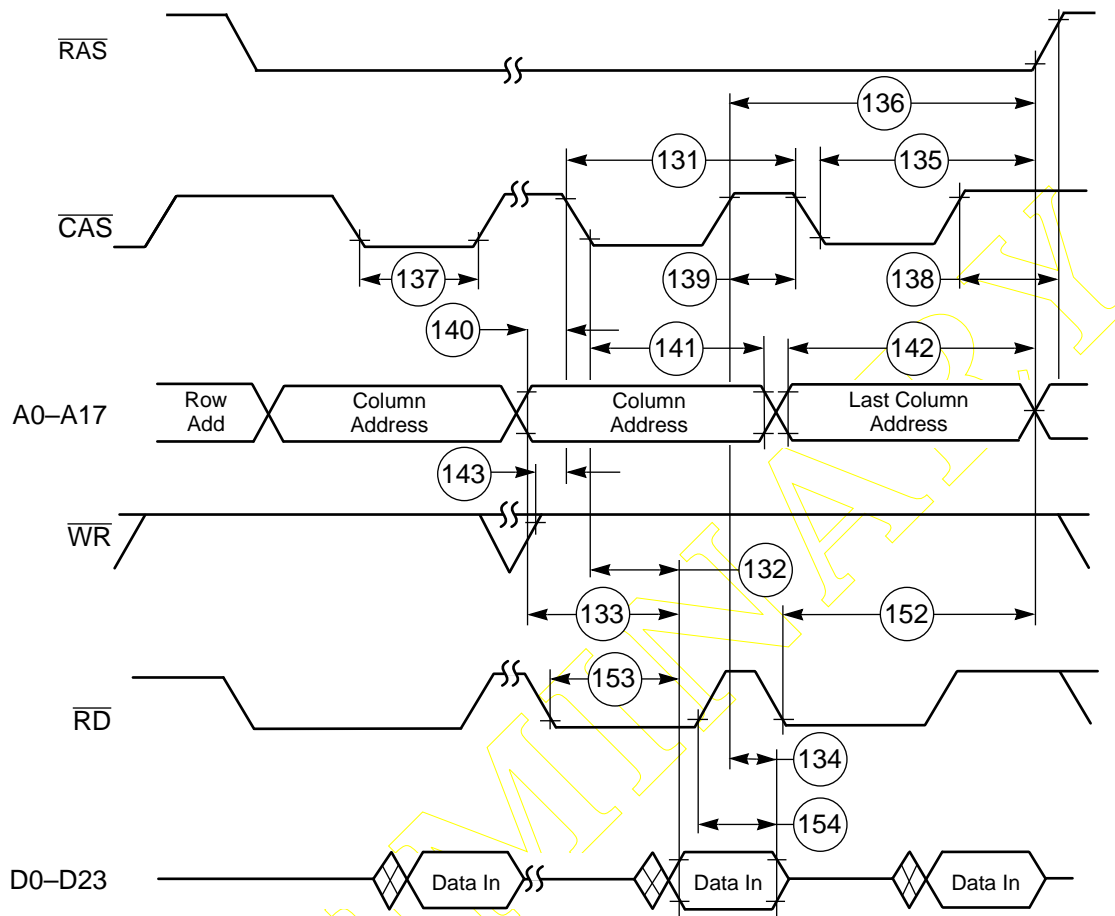 RAS
136
131
135
CAS
137
139
138
140
141
142
A0–A17
Row
Add
Column
Address
Column
Address
Last Column
Address
143
WR
132
133
152
153
RD
134
154
D0–D23
Data In
Data In
Data In